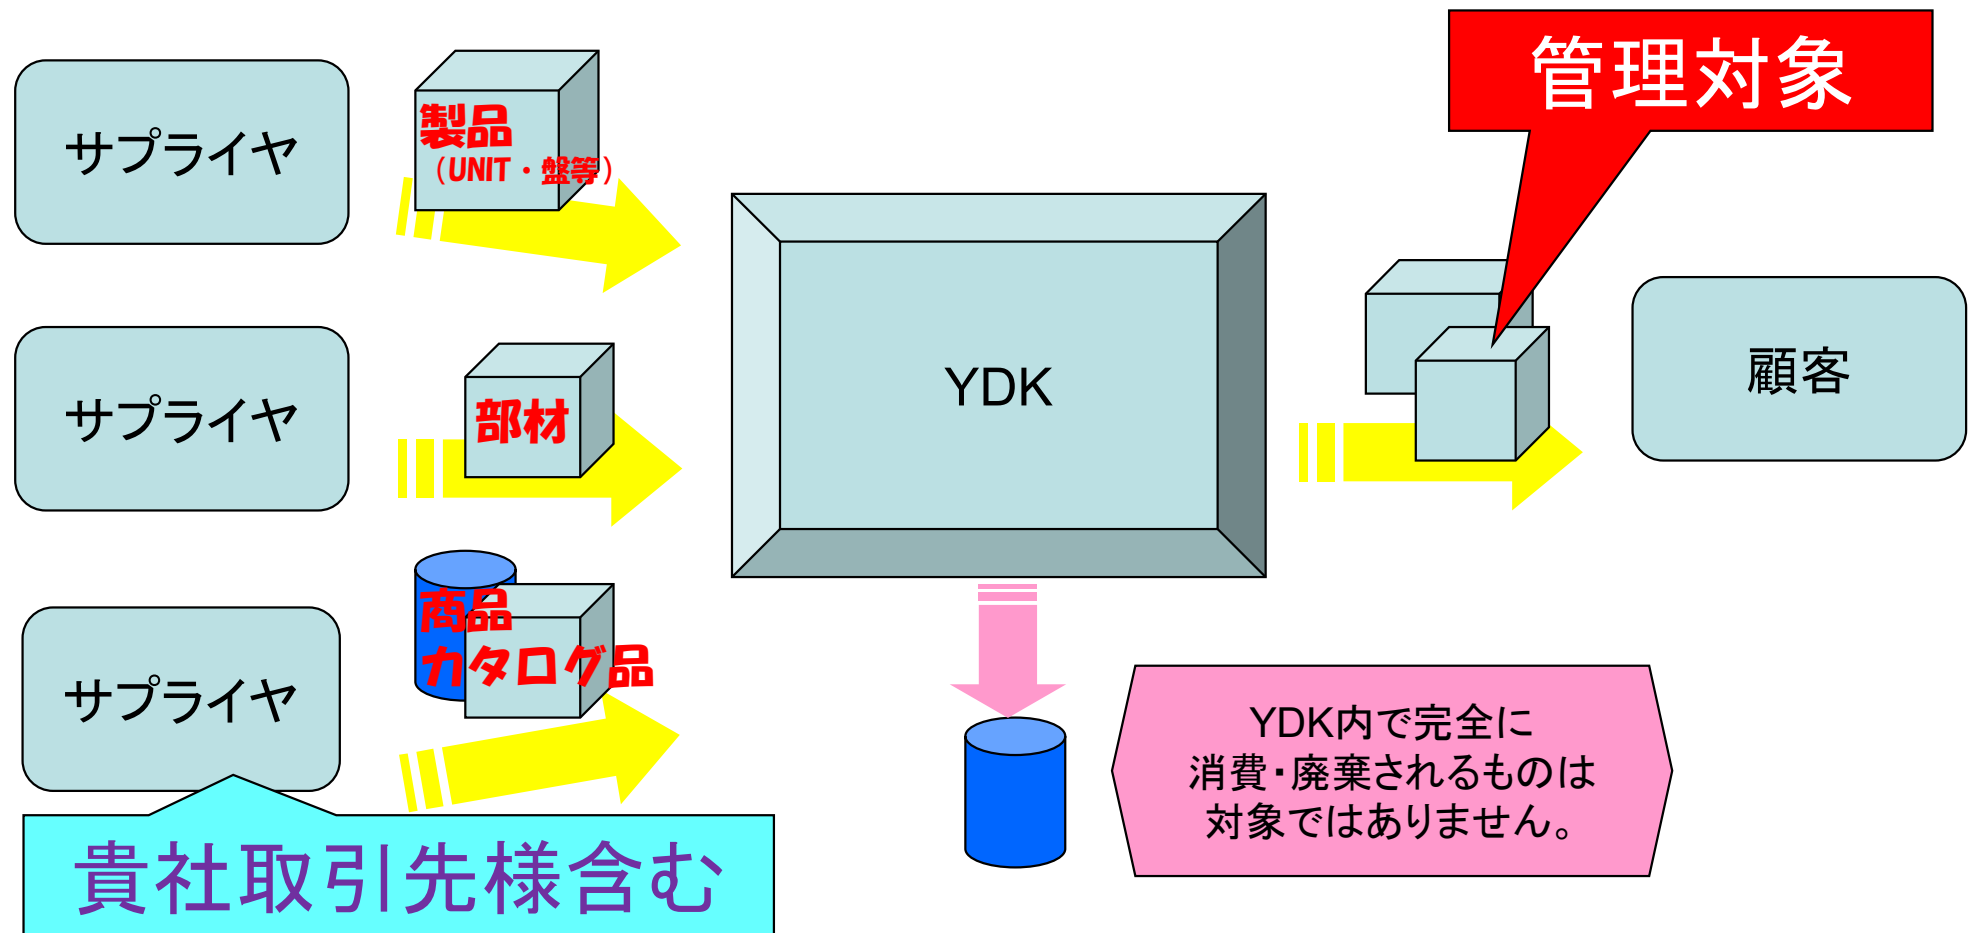 管理対象
サプライヤ
製品
（UNIT・盤等）
サプライヤ
部材
YDK
顧客
サプライヤ
商品
カタログ品
YDK内で完全に
消費・廃棄されるものは
対象ではありません。
貴社取引先様含む